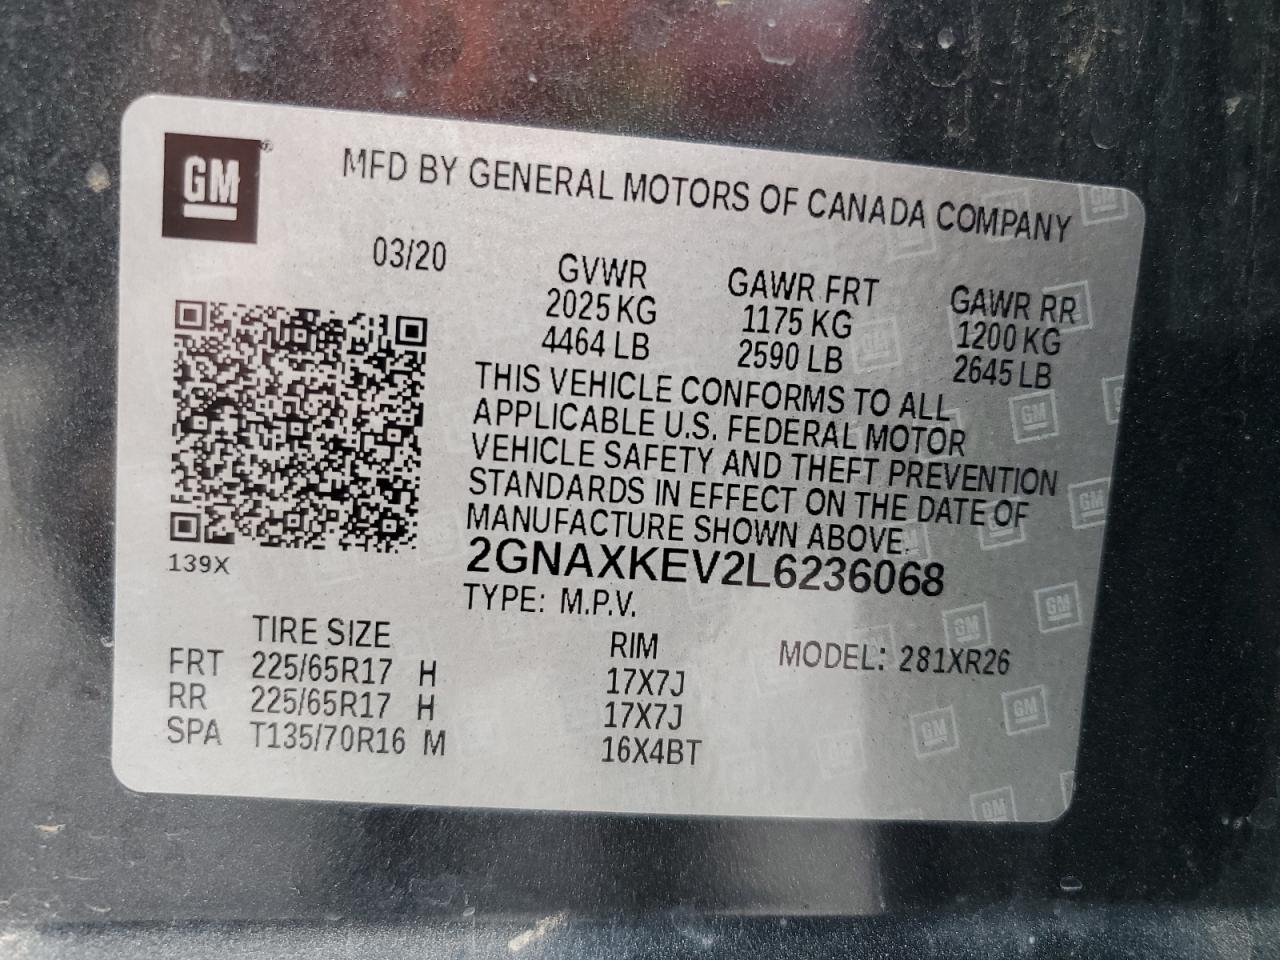 GM®
MFD BY GENERAL MOTORS OF CANADA COMPANY
03/20 GVWR GAWR FRT GAWR RR
2025 KG 1175 KG 1200 KG
4464 LB 2590 LB 2645 LB
THIS VEHICLE CONFORMS TO ALL
APPLICABLE U.S. FEDERAL MOTOR
VEHICLE SAFETY AND THEFT PREVENTION
STANDARDS IN EFFECT ON THE DATE OF
MANUFACTURE SHOWN ABOVE.
139X 2GNAXKEV2L6236068
TYPE: M.P.V.
TIRE SIZE RIM MODEL: 281XR26
FRT 225/65R17 H 17X7J
RR 225/65R17 H 17X7J
SPA T135/70R16 M 16X4BT